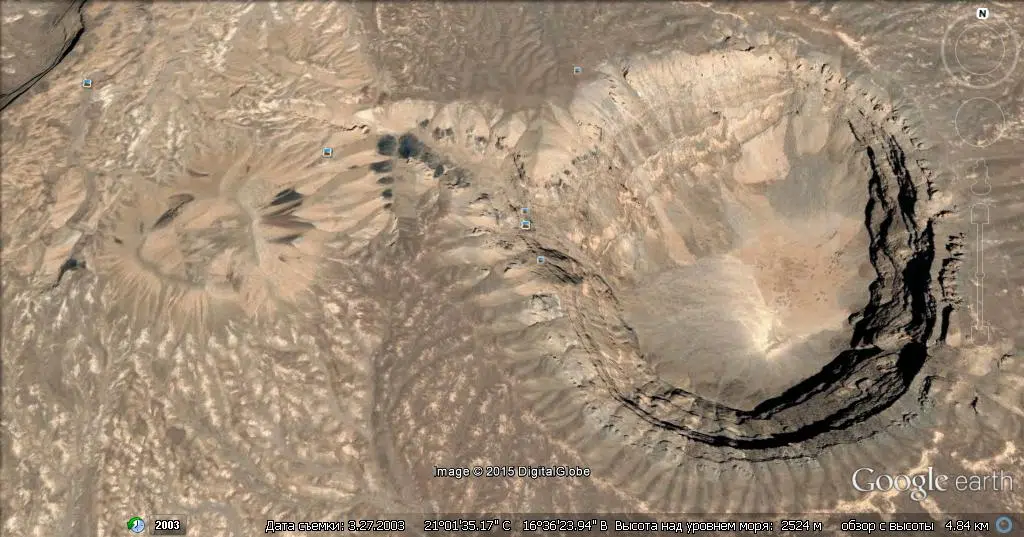 N
Image © 2015 DigitalGlobe
Google earth
2003
Дата съемки: 3.27.2003 21°01'35.17" С 16°36'23.94" В Высота над уровнем моря: 2524 м обзор с высоты 4.84 км